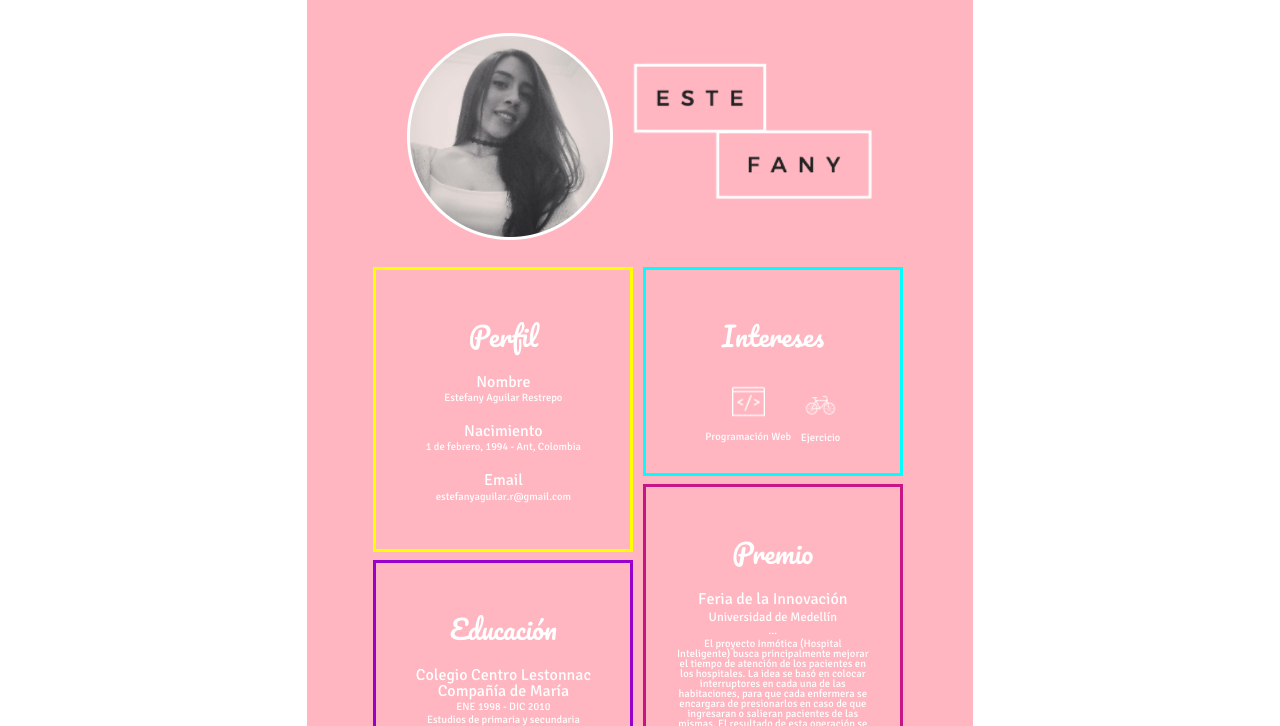 ESTE
FANY
Perfil
Nombre
Estefany Aguilar Restrepo
Nacimiento
1 de febrero, 1994 - Ant, Colombia
Email
estefanyaguilar.r@gmail.com
Educación
Colegio Centro Lestonnac
Compañía de María
ENE 1998 - DIC 2010
Estudios de primaria y secundaria
Intereses
</>
Programación Web
Ejercicio
Premio
Feria de la Innovación
Universidad de Medellín
...
El proyecto Inmótica (Hospital
Inteligente) busca principalmente mejorar
el tiempo de atención de los pacientes en
los hospitales. La idea se basó en colocar
interruptores en cada una de las
habitaciones, para que cada enfermera se
encargara de presionarlos en caso de que
ingresaran o salieran pacientes de las
mismas. El resultado de esta operación se